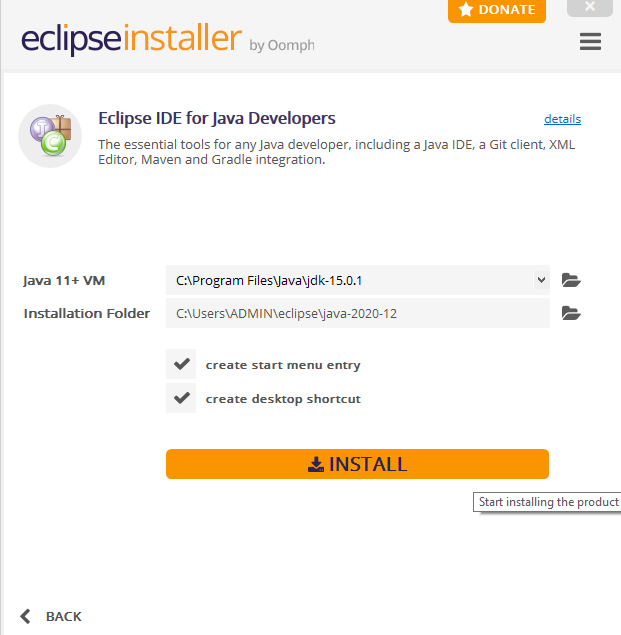 DONATE
eclipseinstaller by Oomph
Eclipse IDE for Java Developers
details
The essential tools for any Java developer, including a Java IDE, a Git client, XML
Editor, Maven and Gradle integration.
Java 11+ VM
C:\Program Files\Java\jdk-15.0.1
Installation Folder
C:\Users\ADMIN\eclipse\java-2020-12
create start menu entry
create desktop shortcut
INSTALL
Start installing the product
BACK